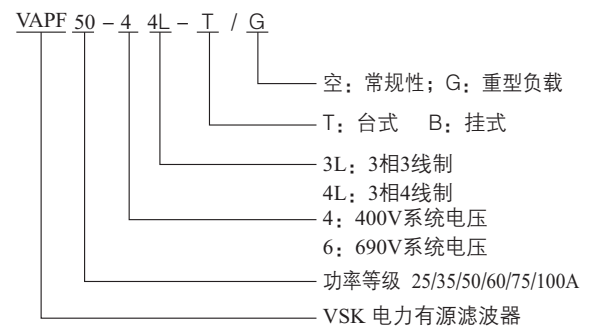 VAPF 50 - 4 4L - T / G
空：常规性；G：重型负载
T：台式 B：挂式
3L：3相3线制
4L：3相4线制
4：400V系统电压
6：690V系统电压
功率等级 25/35/50/60/75/100A
VSK 电力有源滤波器